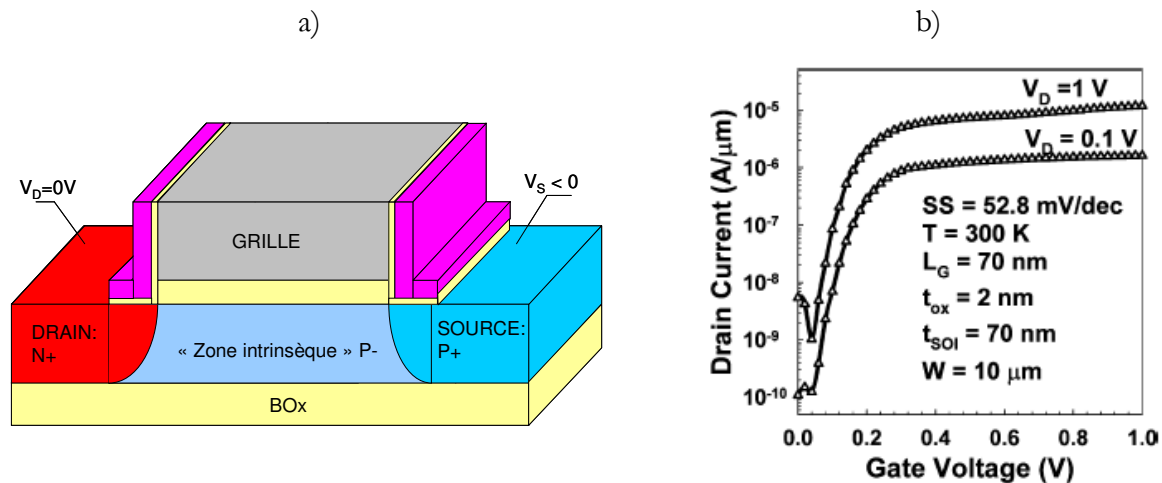 a)
V_D=0V
V_S < 0
GRILLE
DRAIN:
N+
« Zone intrinsèque » P-
SOURCE:
P+
BOx
b)
Drain Current (A/μm)
10^-5
10^-6
10^-7
10^-8
10^-9
10^-10
V_D =1 V
V_D = 0.1 V
SS = 52.8 mV/dec
T = 300 K
L_G = 70 nm
t_ox = 2 nm
t_SOI = 70 nm
W = 10 μm
0.0 0.2 0.4 0.6 0.8 1.0
Gate Voltage (V)